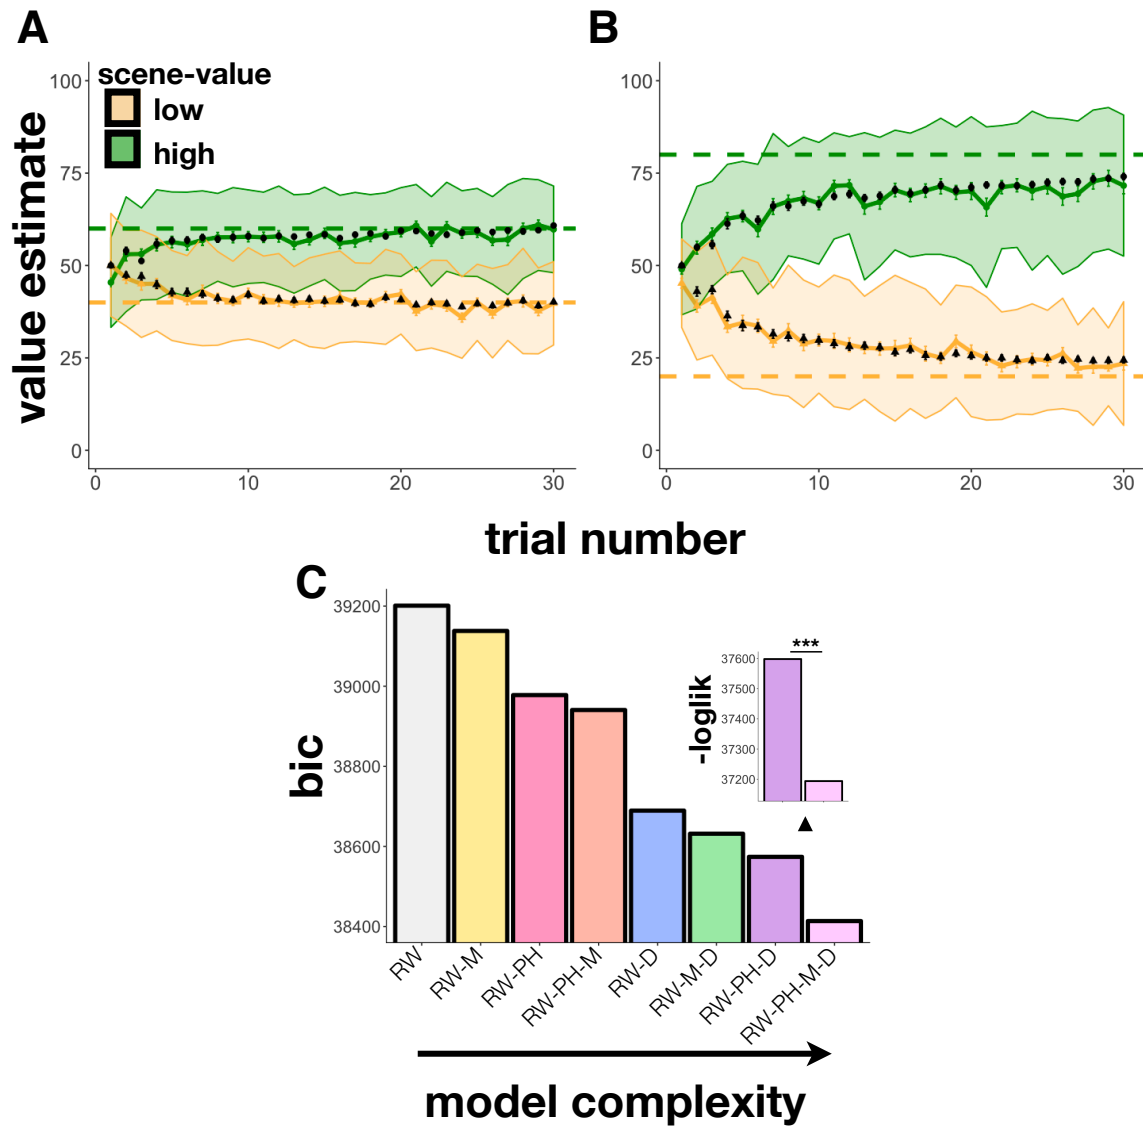 A
B
scene-value
low
high
value estimate
100
75
50
25
0
0
10
20
30
100
75
50
25
0
0
10
20
30
trial number
C
bic
39200
39000
38800
38600
38400
-loglik
37600
37500
37400
37300
37200
***
RW
RW-M
RW-PH
RW-PH-M
RW-D
RW-M-D
RW-PH-D
RW-PH-M-D
model complexity